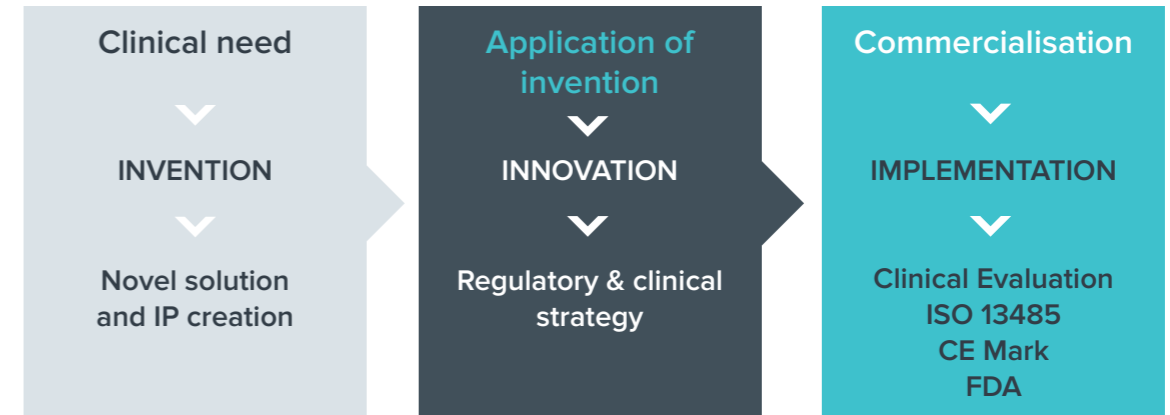 Clinical need
INVENTION
Novel solution
and IP creation
Application of
invention
INNOVATION
Regulatory & clinical
strategy
Commercialisation
IMPLEMENTATION
Clinical Evaluation
ISO 13485
CE Mark
FDA